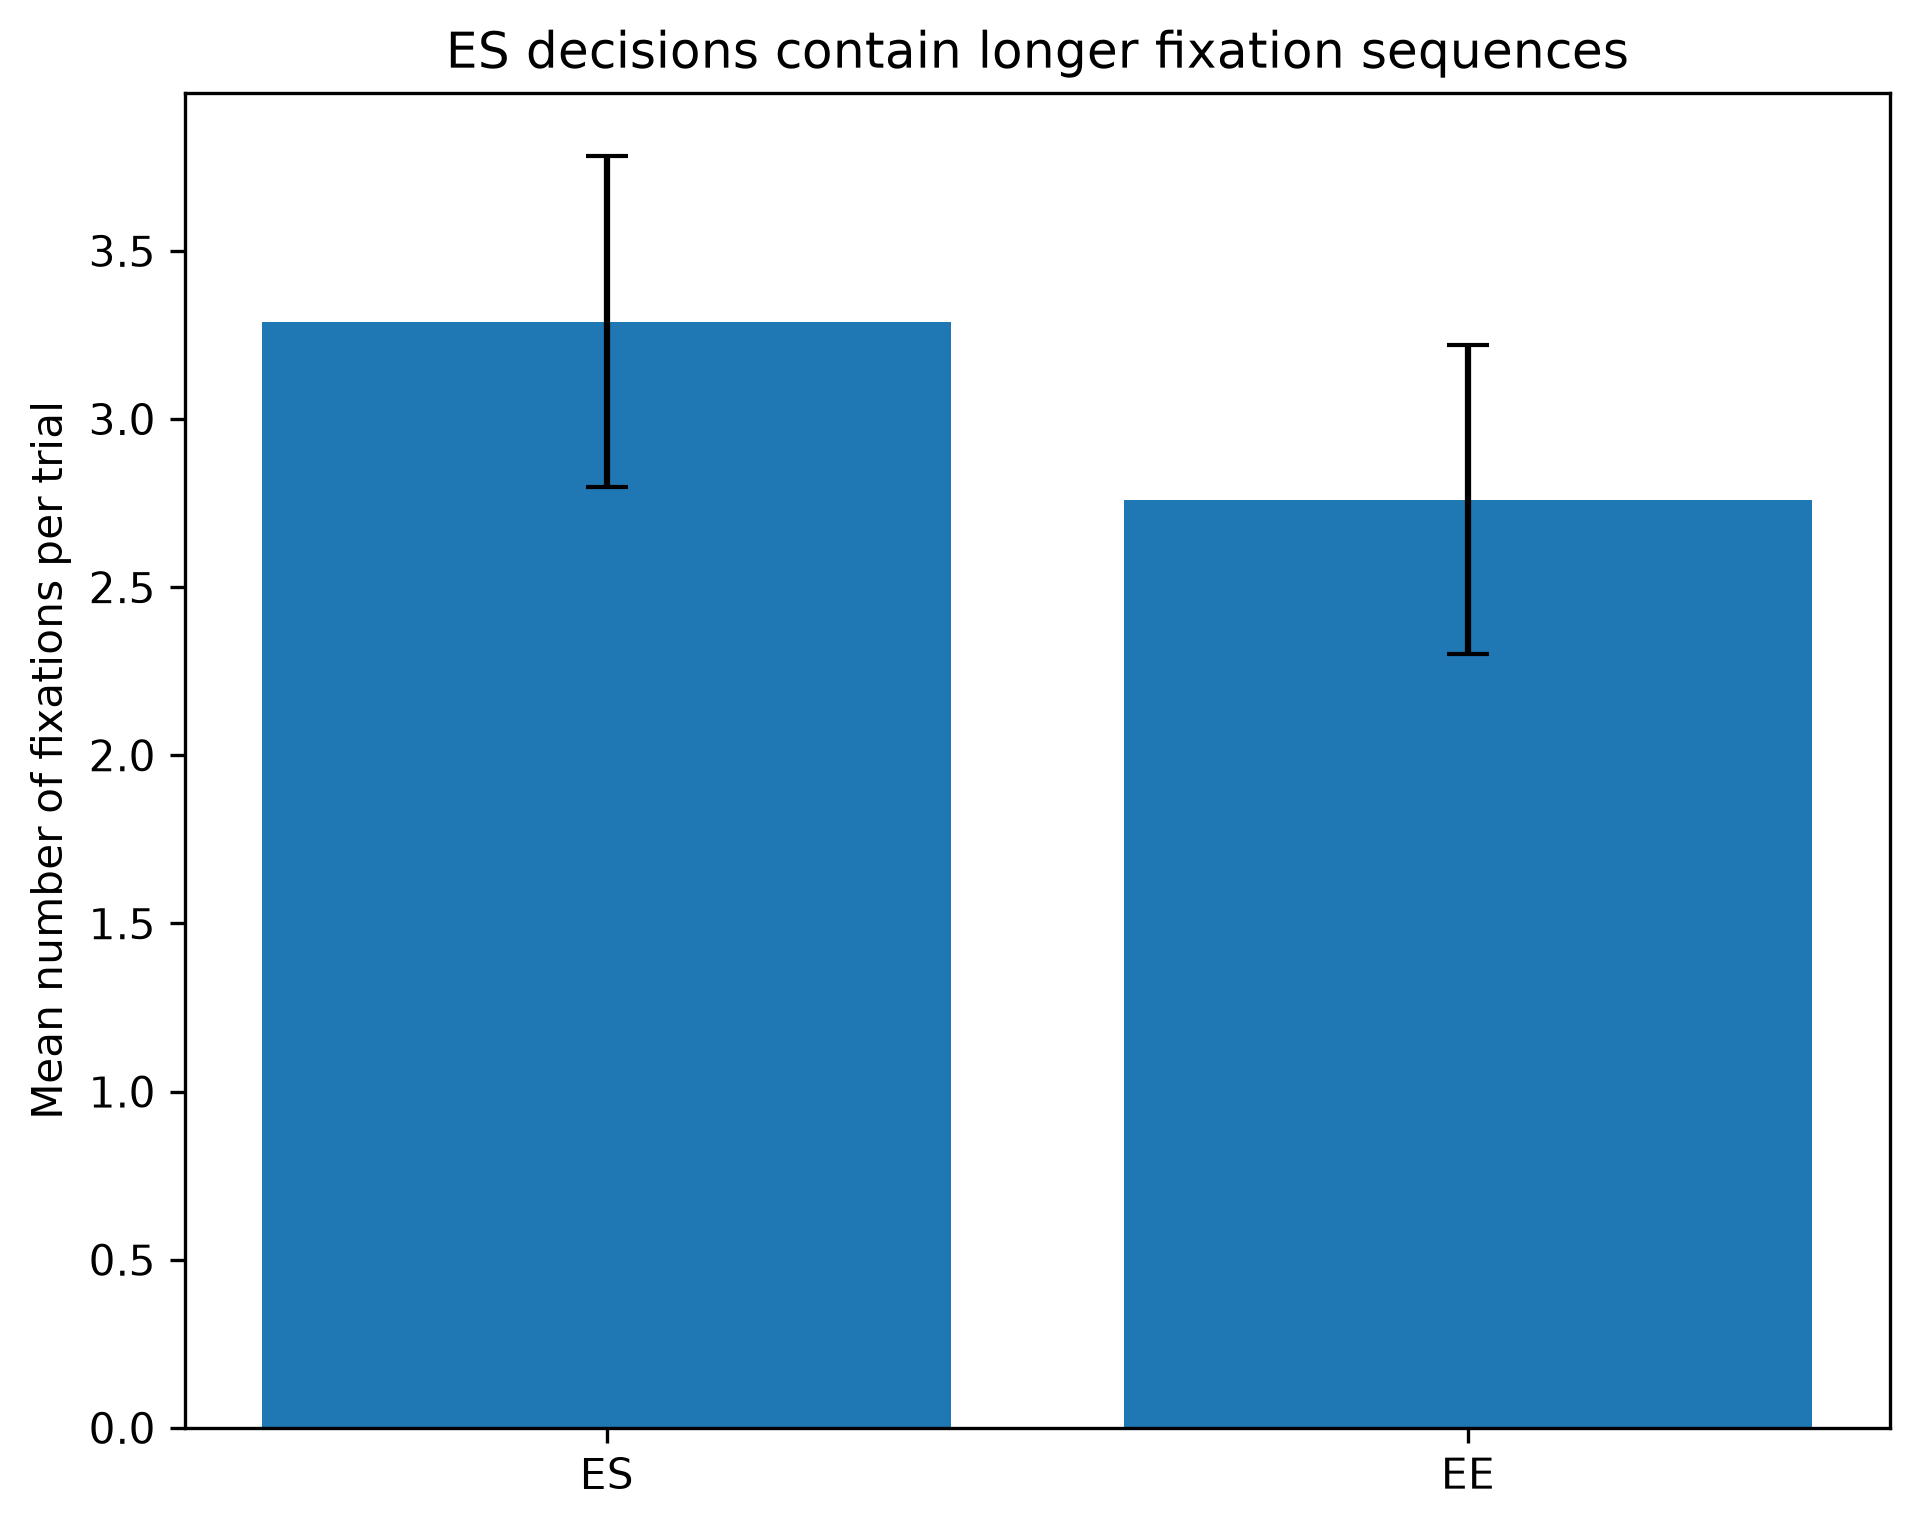 ES decisions contain longer fixation sequences
Mean number of fixations per trial
3.5
3.0
2.5
2.0
1.5
1.0
0.5
0.0
ES
EE